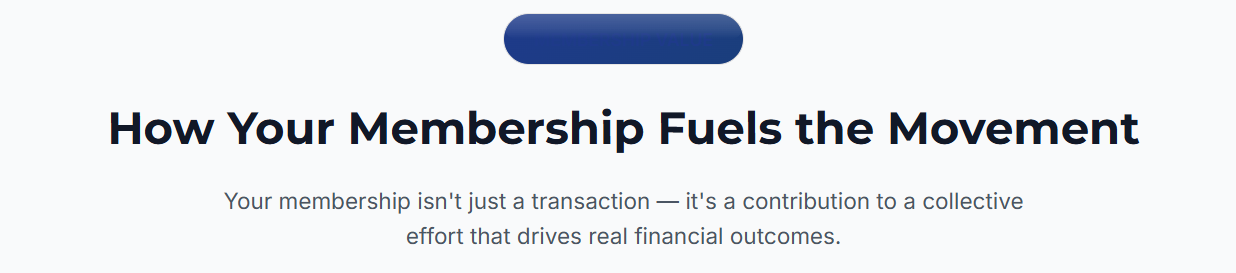 How Your Membership Fuels the Movement
Your membership isn't just a transaction — it's a contribution to a collective
effort that drives real financial outcomes.